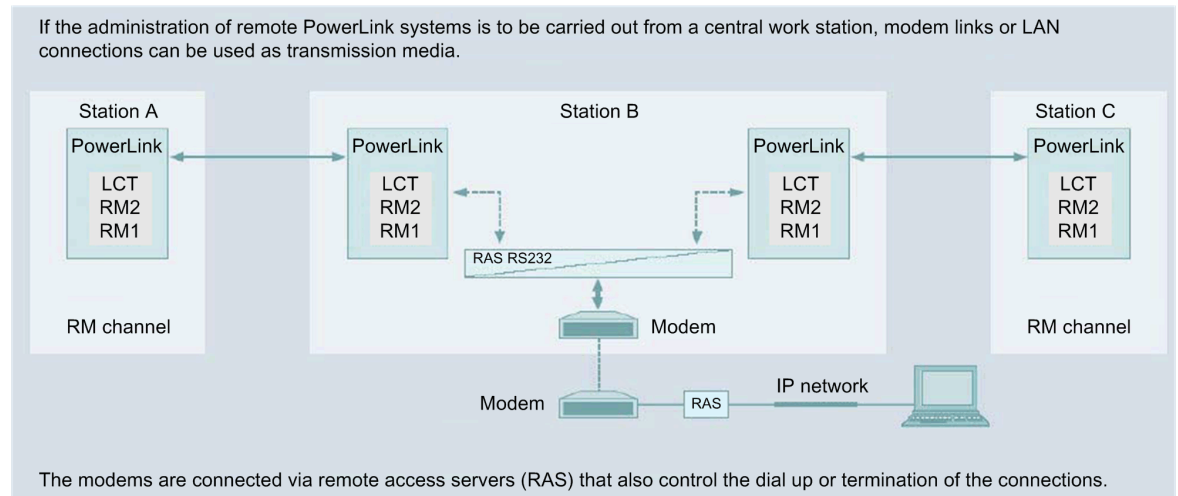 If the administration of remote PowerLink systems is to be carried out from a central work station, modem links or LAN
connections can be used as transmission media.
Station A
PowerLink
LCT
RM2
RM1
RM channel
Station B
PowerLink
LCT
RM2
RM1
PowerLink
LCT
RM2
RM1
RAS RS232
Modem
Station C
PowerLink
LCT
RM2
RM1
RM channel
Modem
RAS
IP network
The modems are connected via remote access servers (RAS) that also control the dial up or termination of the connections.